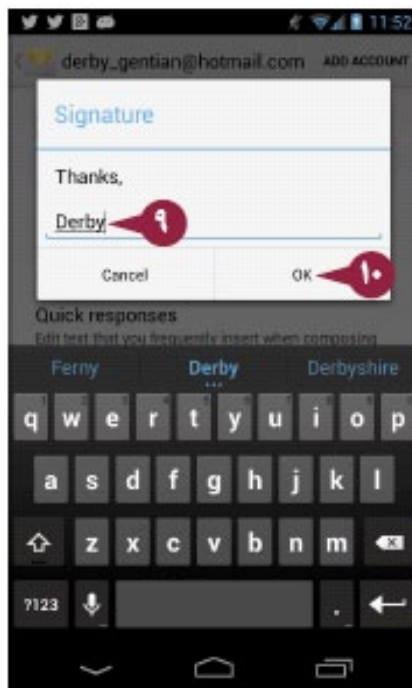 11:52
derby_gentian@hotmail.com ADD ACCOUNT
Signature
Thanks,
Derby ٩
Cancel OK ١٠
Quick responses
Edit text that you frequently insert when composing
Ferny Derby Derbyshire
q w e r t y u i o p
a s d f g h j k l
z x c v b n m
?123 .